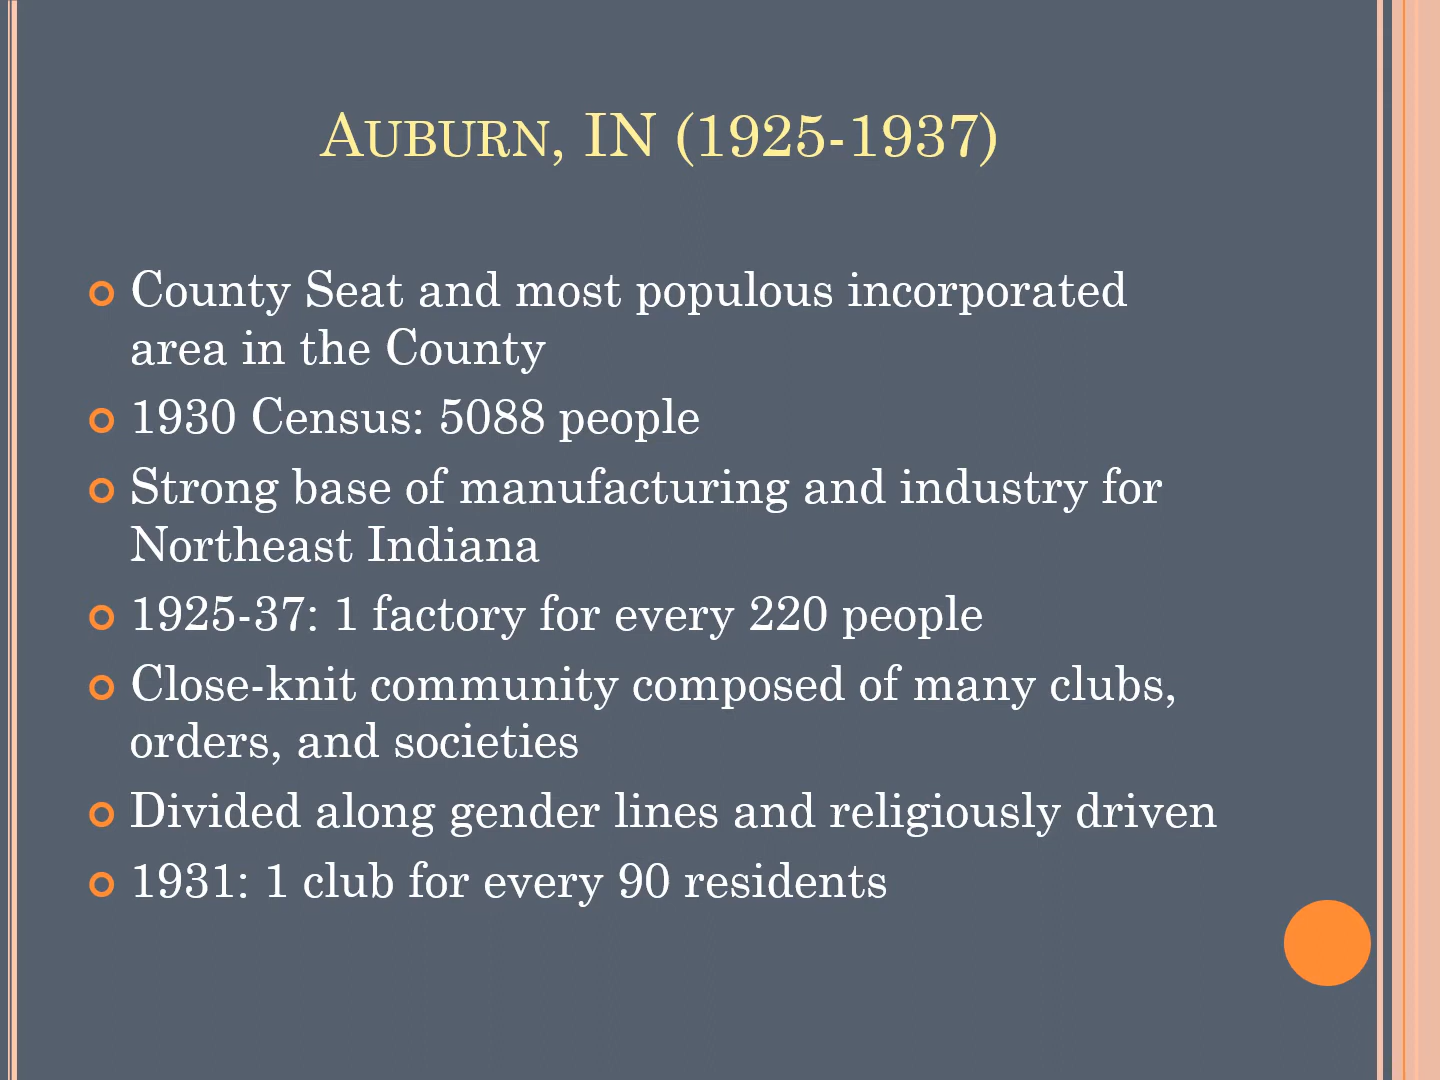 AUBURN, IN (1925-1937)
County Seat and most populous incorporated
area in the County
1930 Census: 5088 people
Strong base of manufacturing and industry for
Northeast Indiana
1925-37: 1 factory for every 220 people
Close-knit community composed of many clubs,
orders, and societies
Divided along gender lines and religiously driven
1931: 1 club for every 90 residents